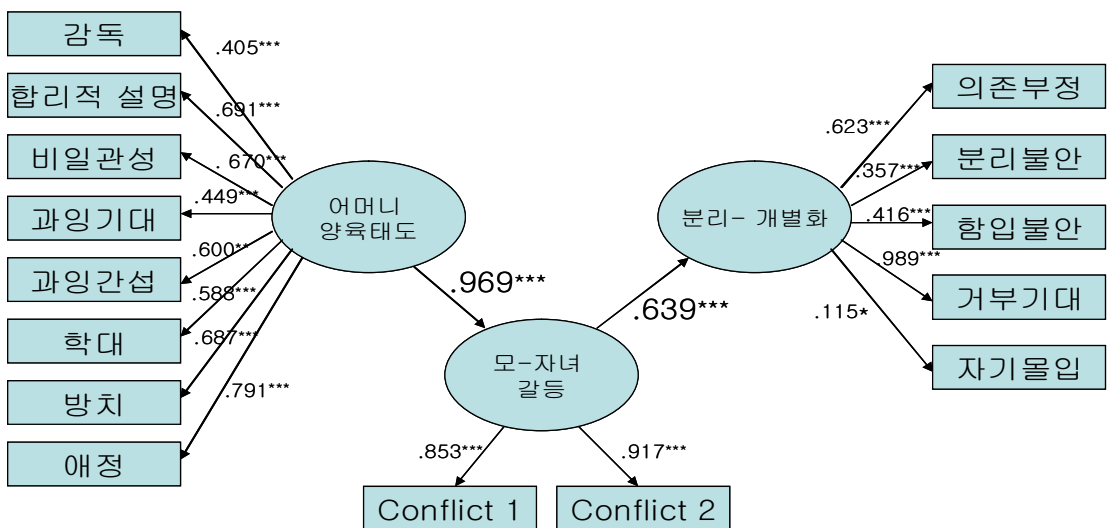 감독
.405***
합리적 설명
.691***
비일관성
. 670***
과잉기대
.449***
과잉간섭
.600**
학대
.588***
방치
.687***
애정
.791***
어머니
양육태도
.969***
모-자녀
갈등
.853***
.917***
Conflict 1
Conflict 2
.639***
분리- 개별화
.623***
의존부정
.357***
분리불안
.416***
함입불안
.989***
거부기대
.115*
자기몰입